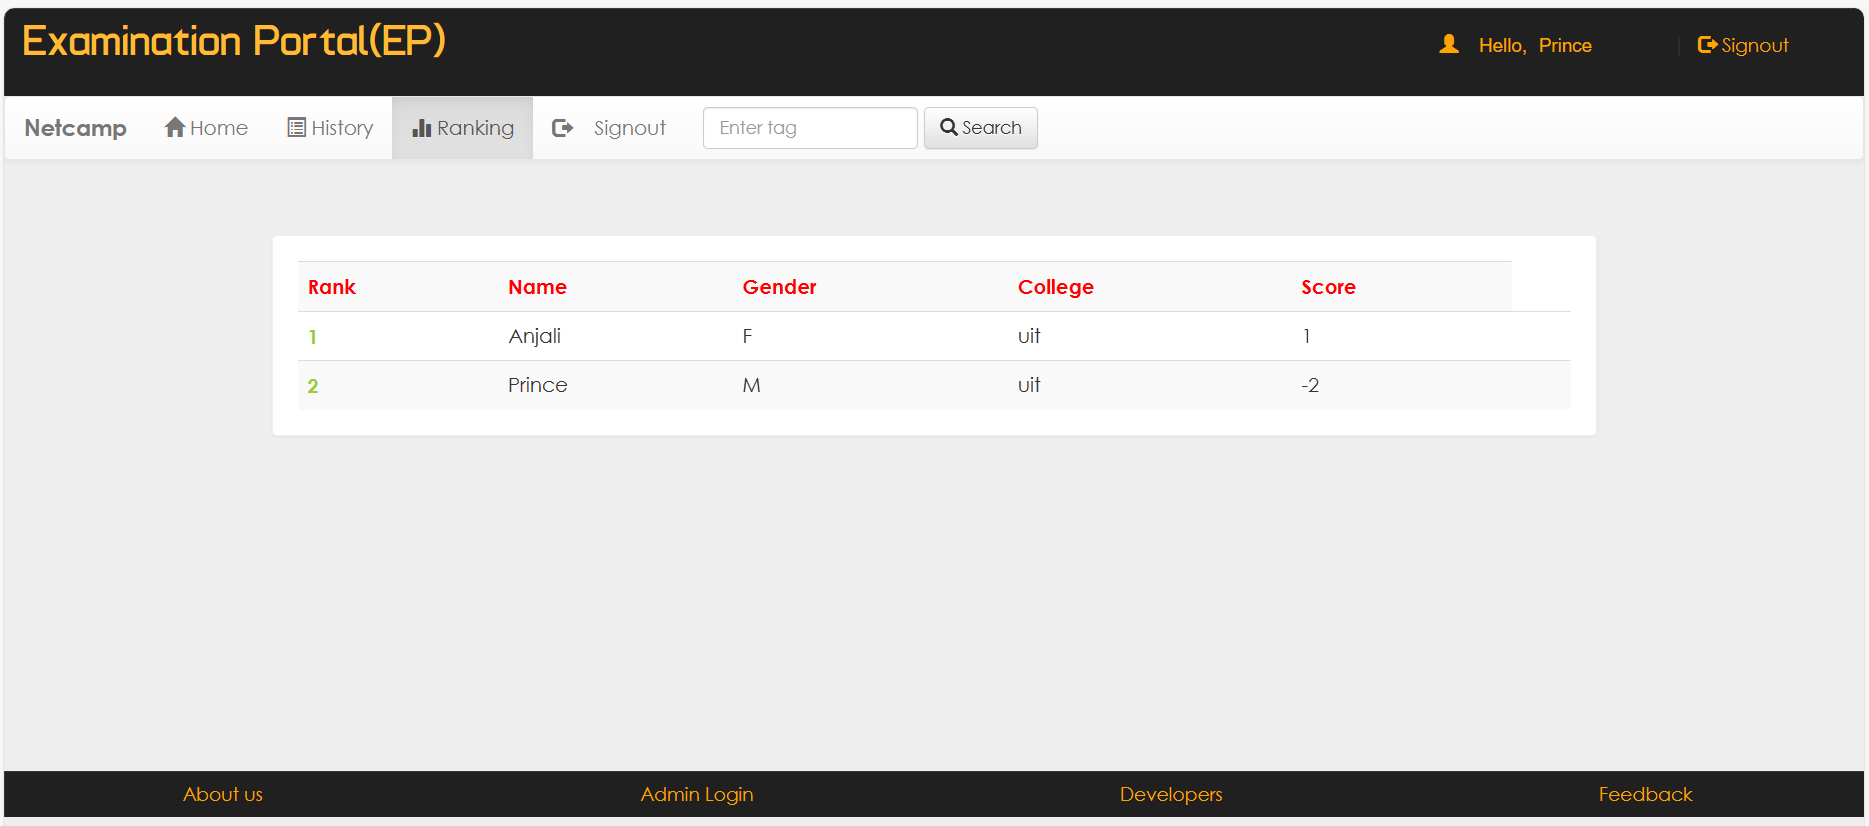 Examination Portal(EP)
Hello, Prince | Signout
Netcamp Home History Ranking Signout Enter tag Search
Rank Name Gender College Score
1 Anjali F uit 1
2 Prince M uit -2
About us Admin Login Developers Feedback